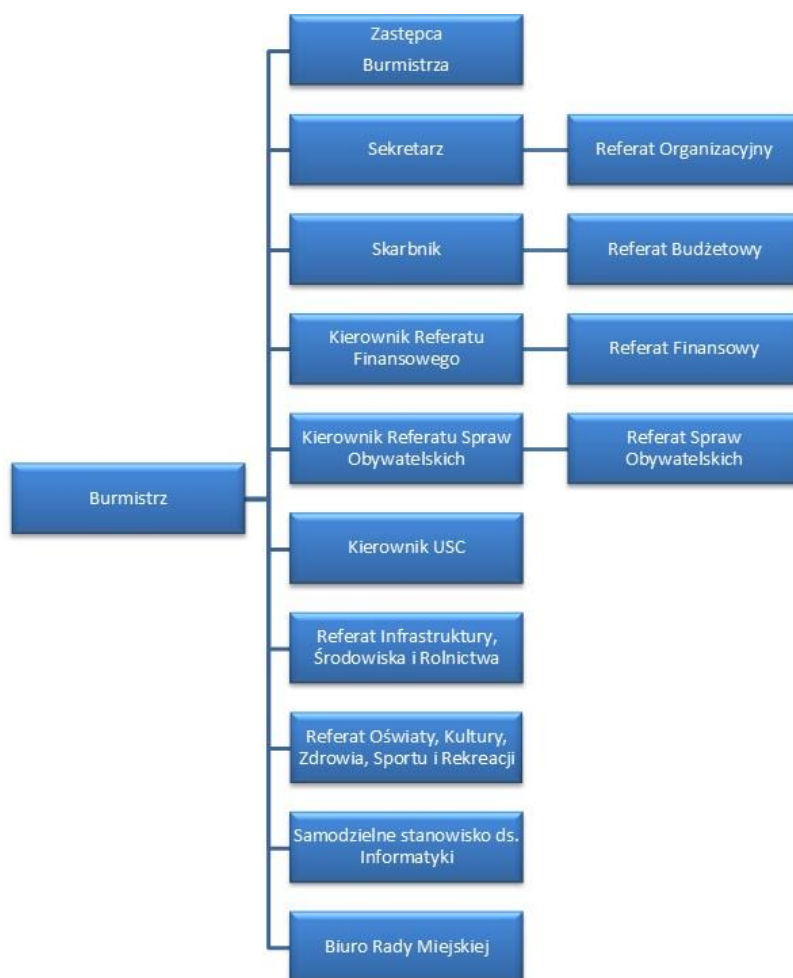 Zastępca
Burmistrza
Sekretarz
Referat Organizacyjny
Skarbnik
Referat Budżetowy
Kierownik Referatu
Finansowego
Referat Finansowy
Kierownik Referatu Spraw
Obywatelskich
Referat Spraw
Obywatelskich
Burmistrz
Kierownik USC
Referat Infrastruktury,
Środowiska i Rolnictwa
Referat Oświaty, Kultury,
Zdrowia, Sportu i Rekreacji
Samodzielne stanowisko ds.
Informatyki
Biuro Rady Miejskiej